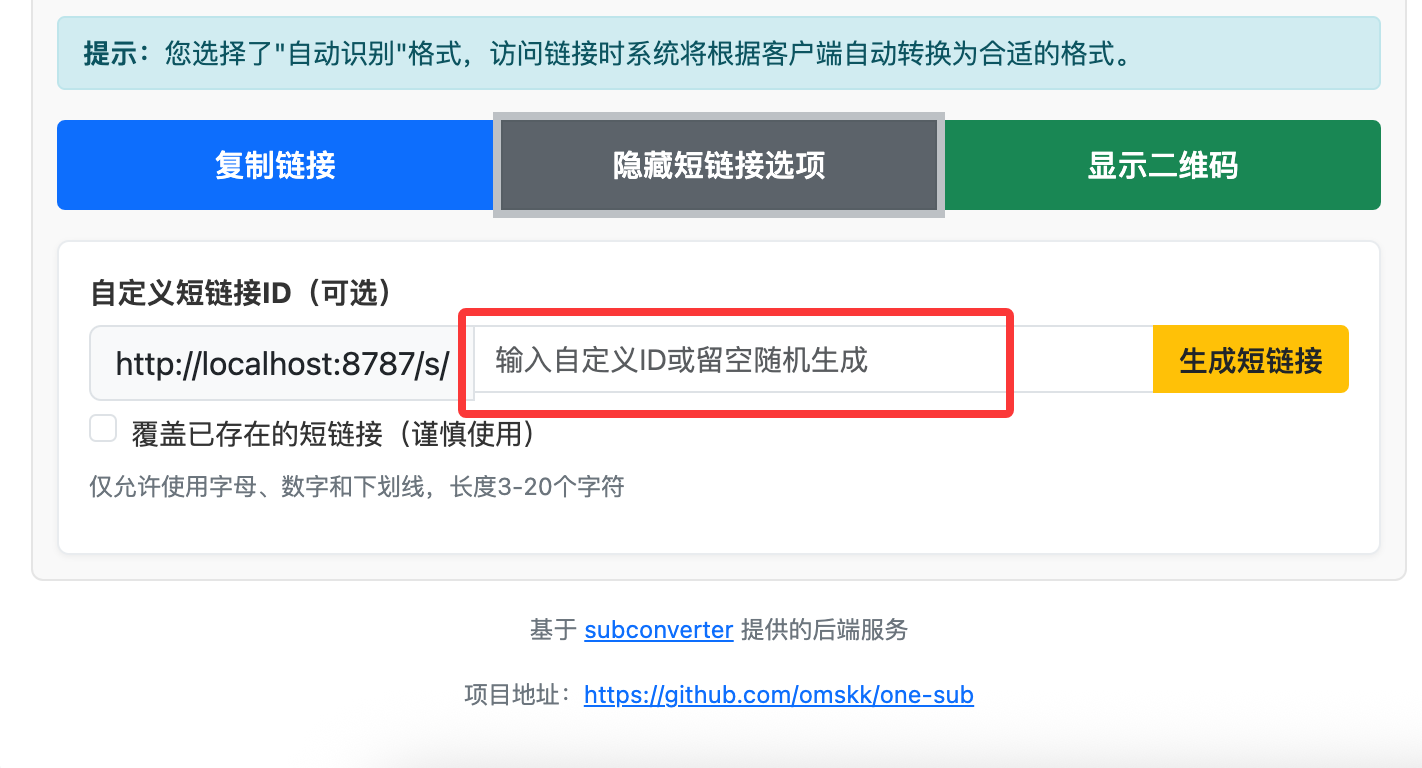 提示：您选择了"自动识别"格式，访问链接时系统将根据客户端自动转换为合适的格式。
复制链接
隐藏短链接选项
显示二维码
自定义短链接ID（可选）
http://localhost:8787/s/
输入自定义ID或留空随机生成
生成短链接
覆盖已存在的短链接（谨慎使用）
仅允许使用字母、数字和下划线，长度3-20个字符
基于 subconverter 提供的后端服务
项目地址：https://github.com/omskk/one-sub